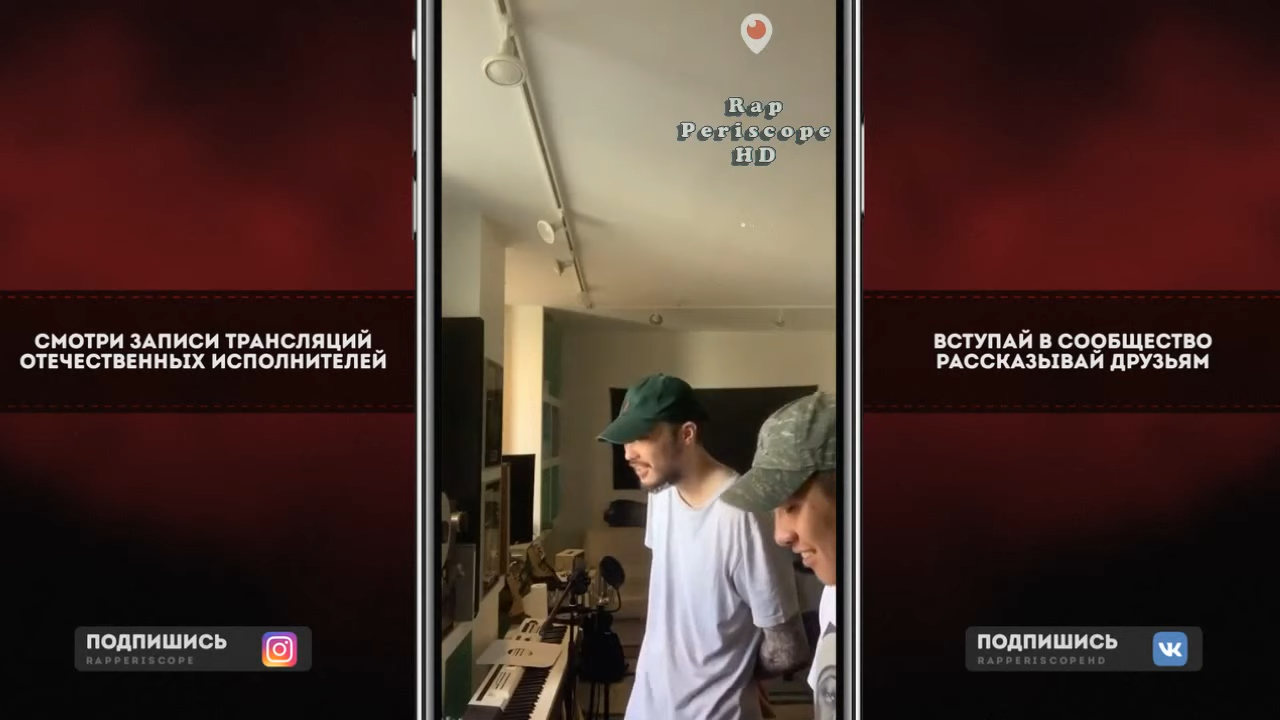 Rap
Periscope
HD
СМОТРИ ЗАПИСИ ТРАНСЛЯЦИЙ
ОТЕЧЕСТВЕННЫХ ИСПОЛНИТЕЛЕЙ
ВСТУПАЙ В СООБЩЕСТВО
РАССКАЗЫВАЙ ДРУЗЬЯМ
ПОДПИШИСЬ
RAPPERISCOPE
ПОДПИШИСЬ
RAPPERISCOPEHD